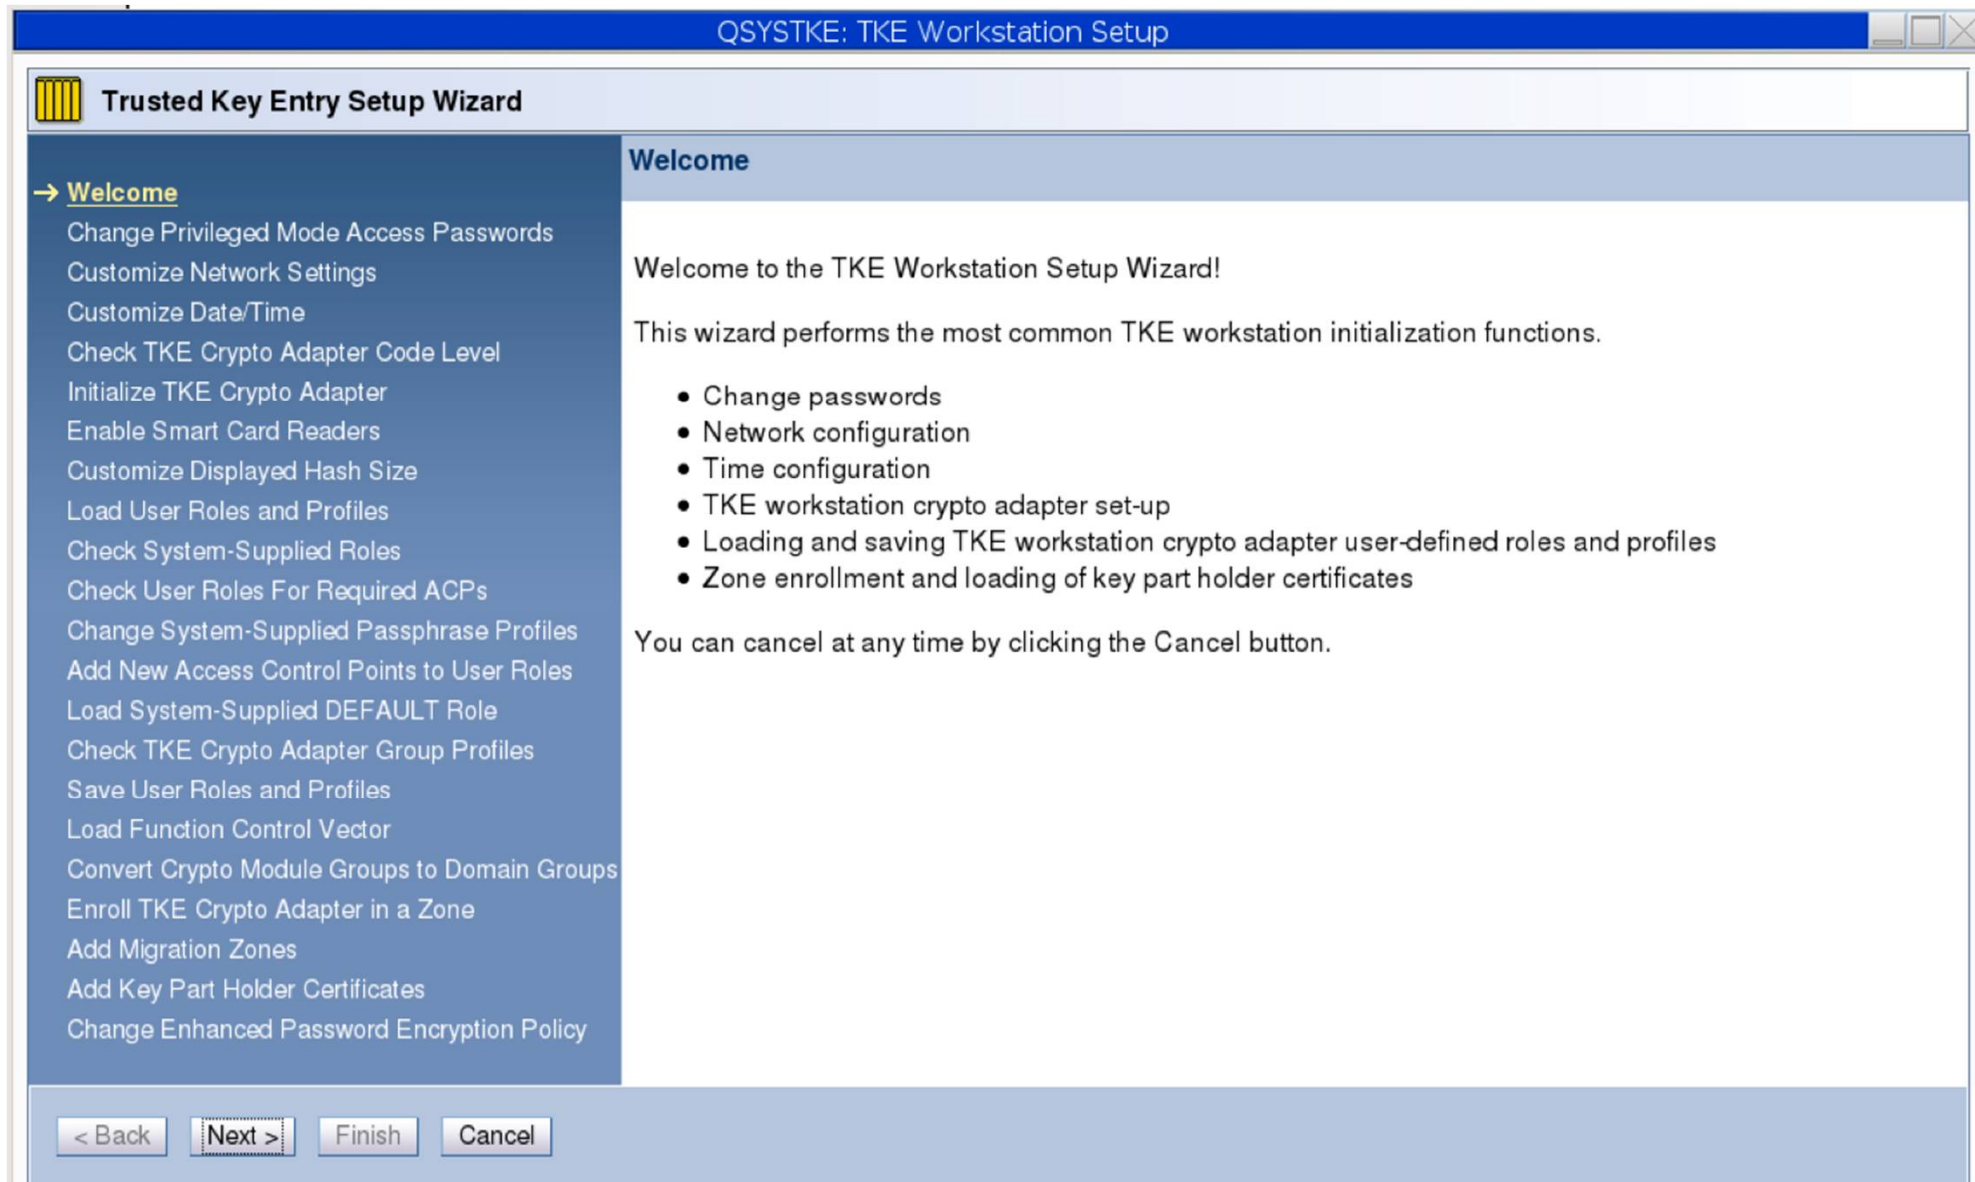 QSYSTKE: TKE Workstation Setup
Trusted Key Entry Setup Wizard
Welcome
Change Privileged Mode Access Passwords
Customize Network Settings
Customize Date/Time
Check TKE Crypto Adapter Code Level
Initialize TKE Crypto Adapter
Enable Smart Card Readers
Customize Displayed Hash Size
Load User Roles and Profiles
Check System-Supplied Roles
Check User Roles For Required ACPs
Change System-Supplied Passphrase Profiles
Add New Access Control Points to User Roles
Load System-Supplied DEFAULT Role
Check TKE Crypto Adapter Group Profiles
Save User Roles and Profiles
Load Function Control Vector
Convert Crypto Module Groups to Domain Groups
Enroll TKE Crypto Adapter in a Zone
Add Migration Zones
Add Key Part Holder Certificates
Change Enhanced Password Encryption Policy
Welcome
Welcome to the TKE Workstation Setup Wizard!
This wizard performs the most common TKE workstation initialization functions.
• Change passwords
• Network configuration
• Time configuration
• TKE workstation crypto adapter set-up
• Loading and saving TKE workstation crypto adapter user-defined roles and profiles
• Zone enrollment and loading of key part holder certificates
You can cancel at any time by clicking the Cancel button.
< Back Next > Finish Cancel